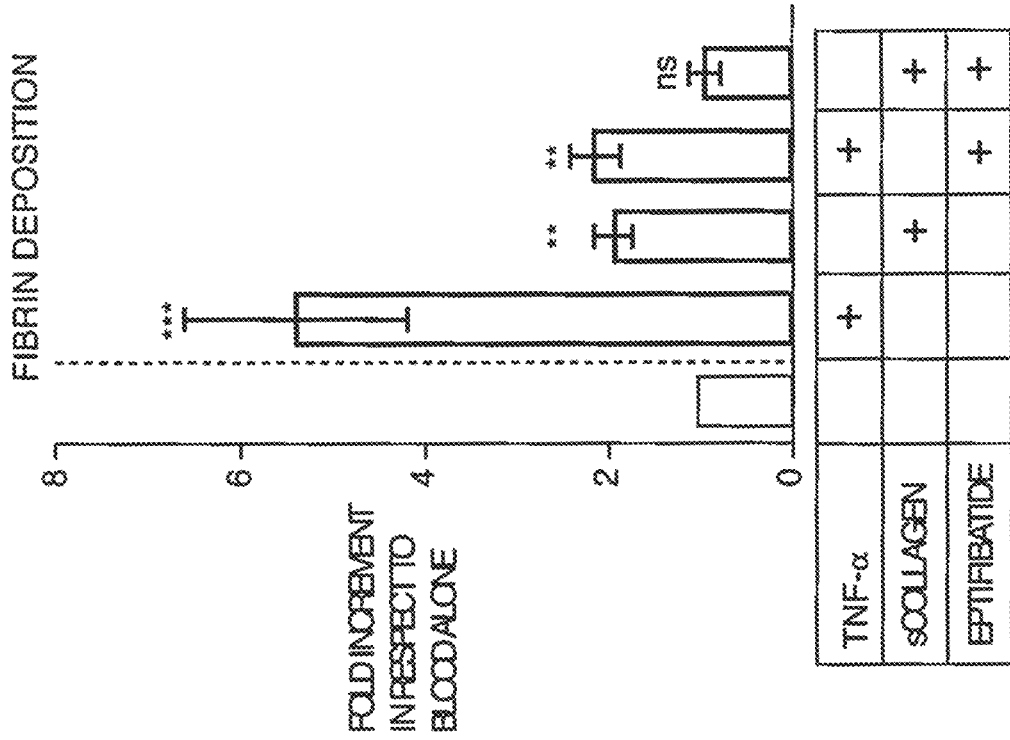 FIBRIN DEPOSITION
FOLD INCREMENT
IN RESPECT TO
BLOOD ALONE
8
6
4
2
0
***
**
**
ns
TNF-α + +
sCOLLAGEN + +
EPTIFIBATIDE + +